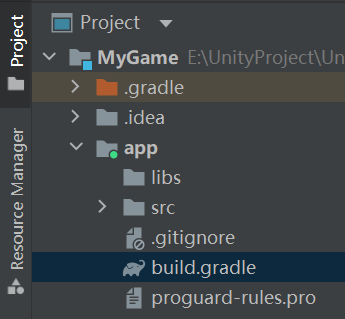 Project
Project
Resource Manager
MyGame E:\UnityProject\Un
.gradle
.idea
app
libs
src
.gitignore
build.gradle
proguard-rules.pro